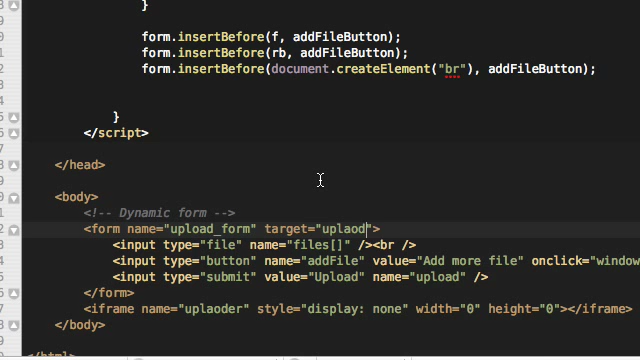 }
form.insertBefore(f, addFileButton);
form.insertBefore(rb, addFileButton);
form.insertBefore(document.createElement("br"), addFileButton);
}
</script>
</head>
<body>
<!-- Dynamic form -->
<form name="upload_form" target="uplaod">
<input type="file" name="files[]" /><br />
<input type="button" name="addFile" value="Add more file" onclick="window
<input type="submit" value="Upload" name="upload" />
</form>
<iframe name="uplaoder" style="display: none" width="0" height="0"></iframe>
</body>